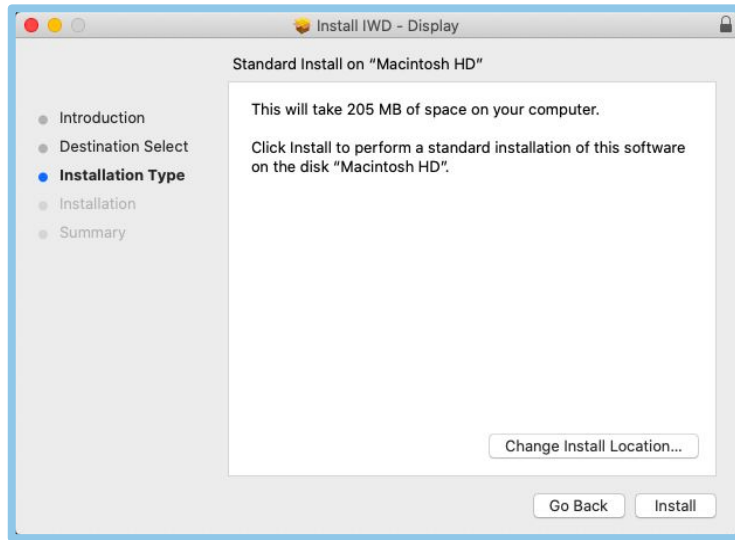 Install IWD - Display
Standard Install on “Macintosh HD”
Introduction
Destination Select
Installation Type
Installation
Summary
This will take 205 MB of space on your computer.
Click Install to perform a standard installation of this software
on the disk “Macintosh HD”.
Change Install Location...
Go Back
Install